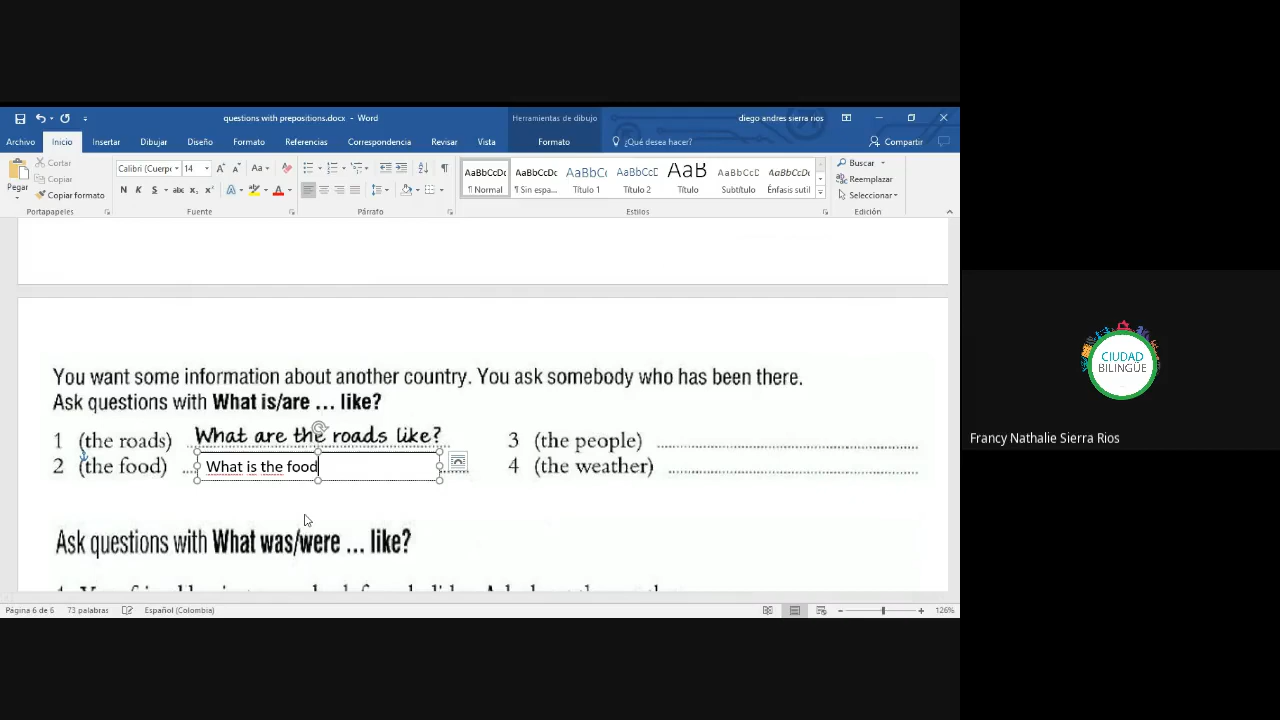 questions with prepositions.docx - Word
Herramientas de dibujo
diego andres sierra rios
Archivo Inicio Insertar Dibujar Diseño Formato Referencias Correspondencia Revisar Vista Formato ¿Qué desea hacer? Compartir
Pegar
Cortar
Copiar
Copiar formato
Portapapeles
Calibri (Cuerpo 14
N K S abc x₂ x²
Fuente
Párrafo
AaBbCcDc AaBbCcDc AaBbCc AaBbCcC AaB AaBbCcC AaBbCcDc
¶ Normal ¶ Sin espa... Título 1 Título 2 Título Subtítulo Énfasis sutil
Estilos
Buscar
Reemplazar
Seleccionar
Edición
You want some information about another country. You ask somebody who has been there.
Ask questions with What is/are ... like?
1 (the roads) What are the roads like?
2 (the food) What is the food
3 (the people)
4 (the weather)
Ask questions with What was/were ... like?
Página 6 de 6 73 palabras Español (Colombia) 126%
CIUDAD
BILINGÜE
Francy Nathalie Sierra Rios